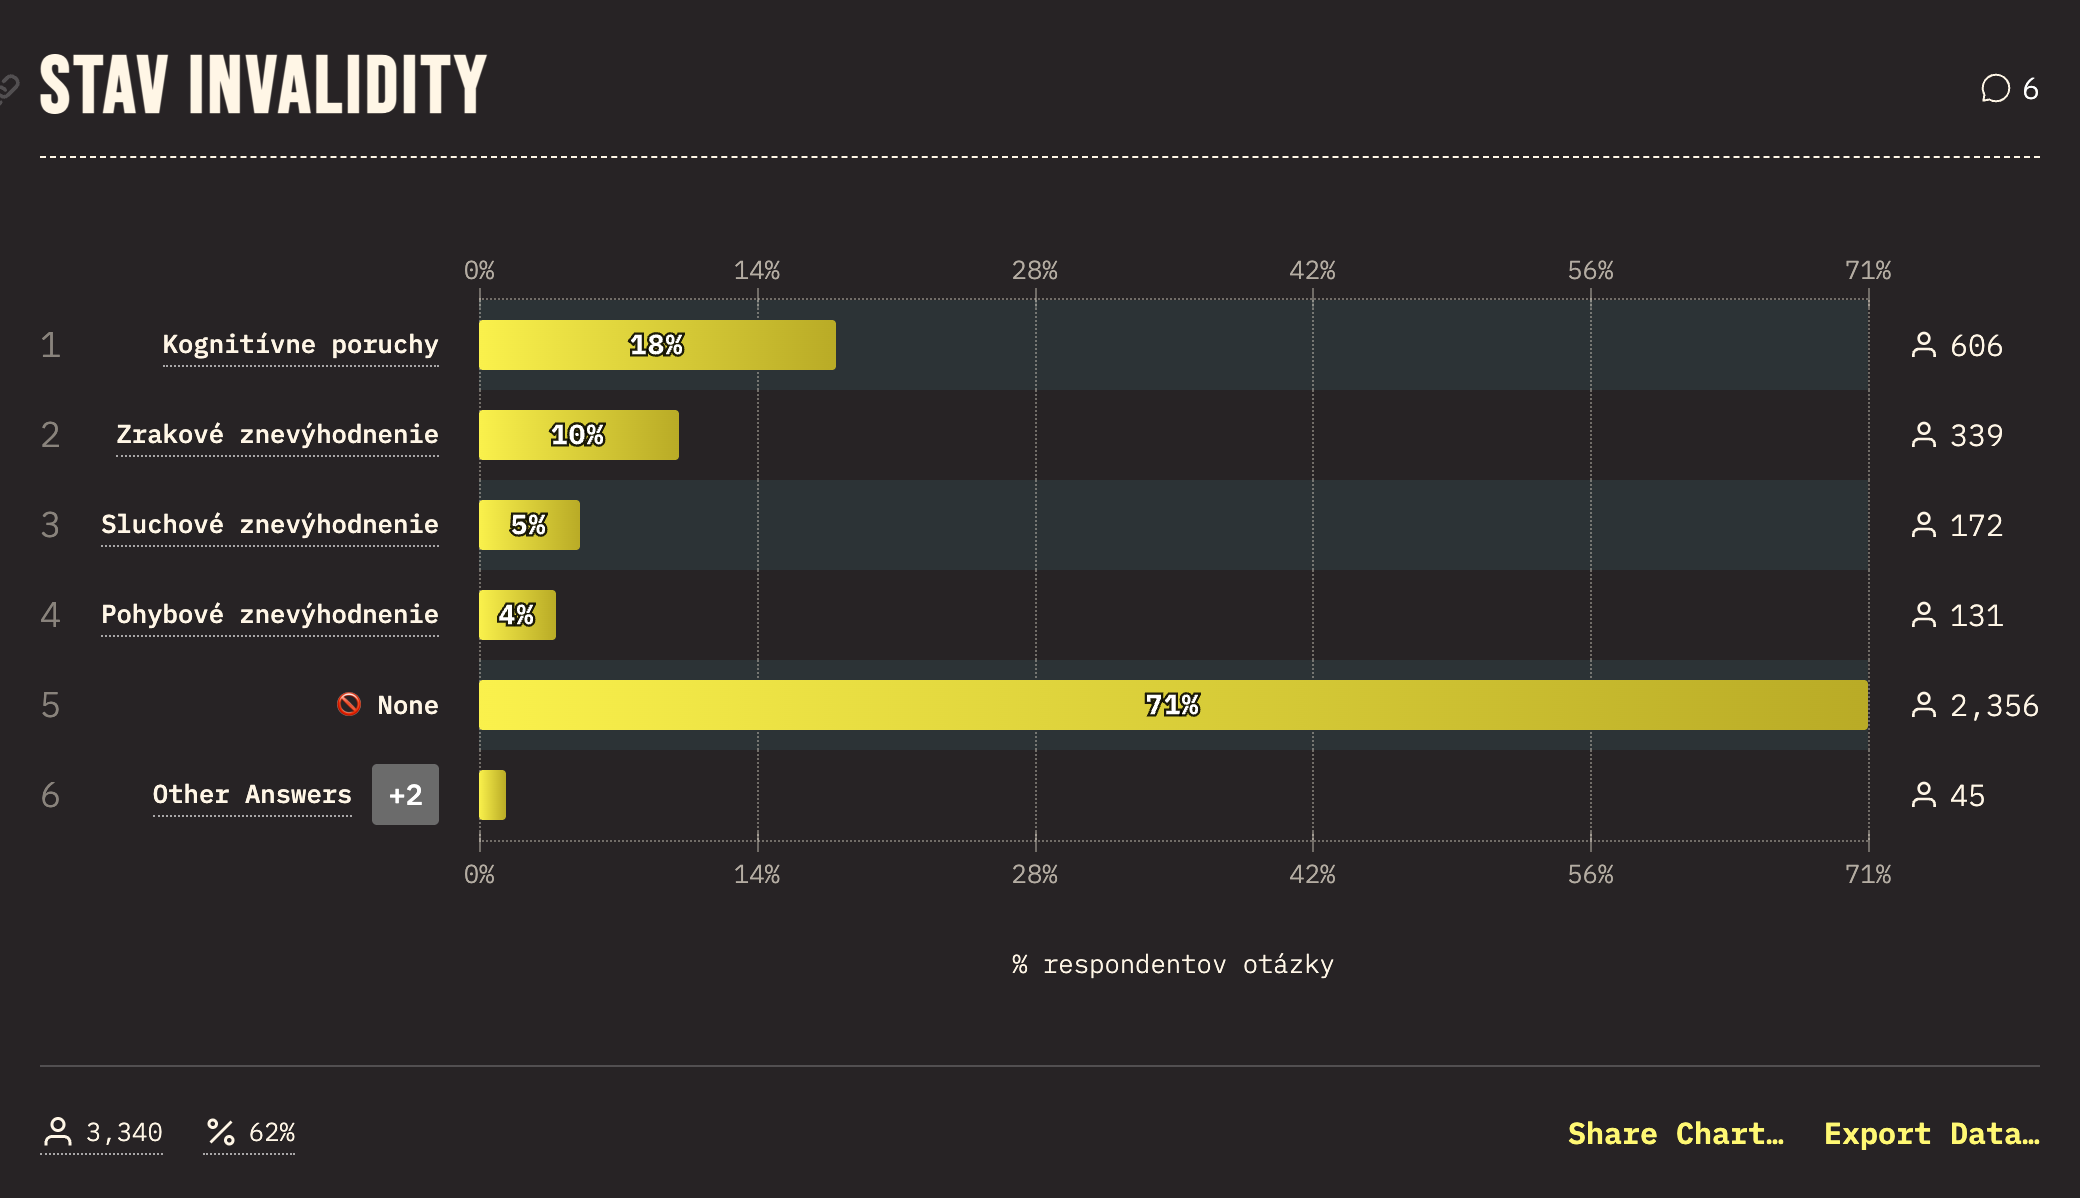 STAV INVALIDITY
6
0% 14% 28% 42% 56% 71%
1 Kognitívne poruchy 18% 606
2 Zrakové znevýhodnenie 10% 339
3 Sluchové znevýhodnenie 5% 172
4 Pohybové znevýhodnenie 4% 131
5 None 71% 2,356
6 Other Answers +2 45
0% 14% 28% 42% 56% 71%
% respondentov otázky
3,340 62% Share Chart… Export Data…